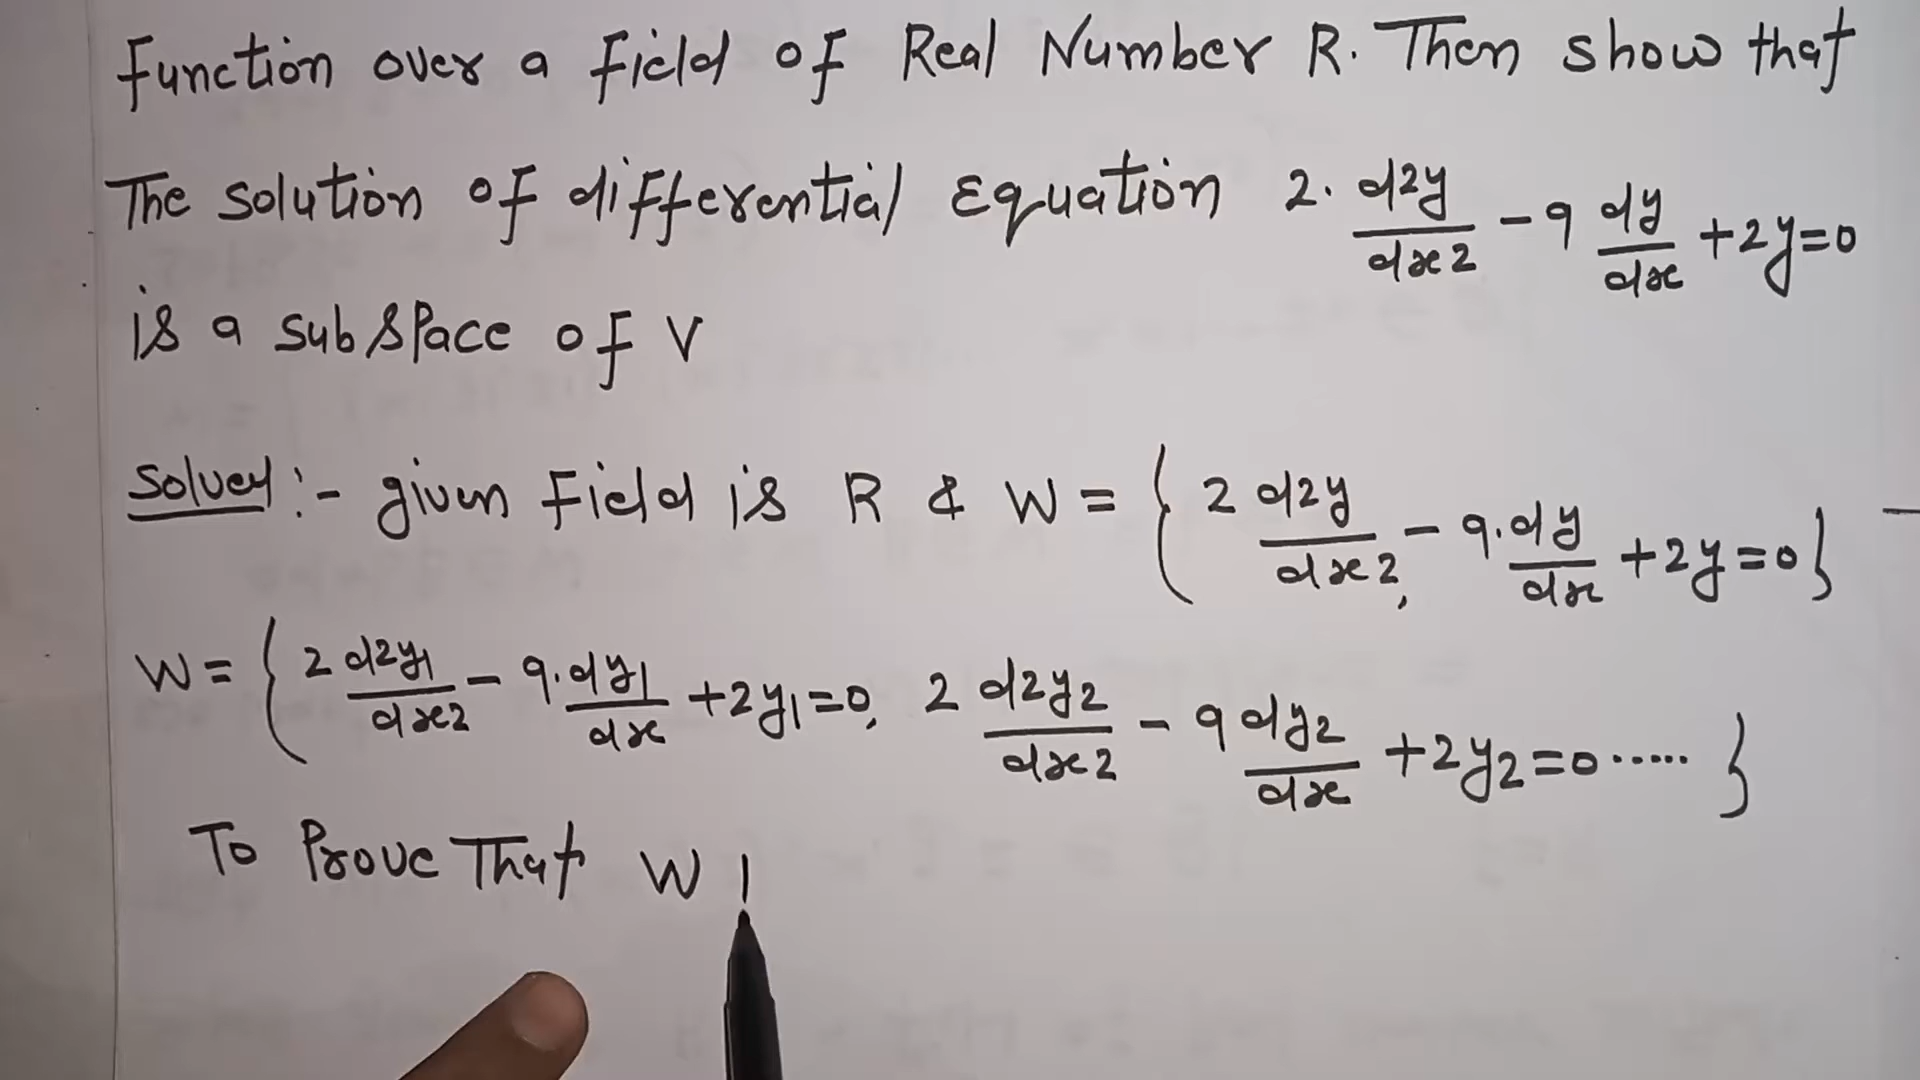 Function over a Field of Real Number R. Then show that
The solution of differential Equation 2. d2y/dx2 - 9 dy/dx +2y=0
is a subspace of V
Solved :- given Field is R & W = { 2 d2y/dx2, - 9.dy/dx +2y=0}
W = { 2 d2y1/dx2 - 9.dy1/dx +2y1=0, 2 d2y2/dx2 - 9 dy2/dx +2y2=0 ..... }
To Prove That W I